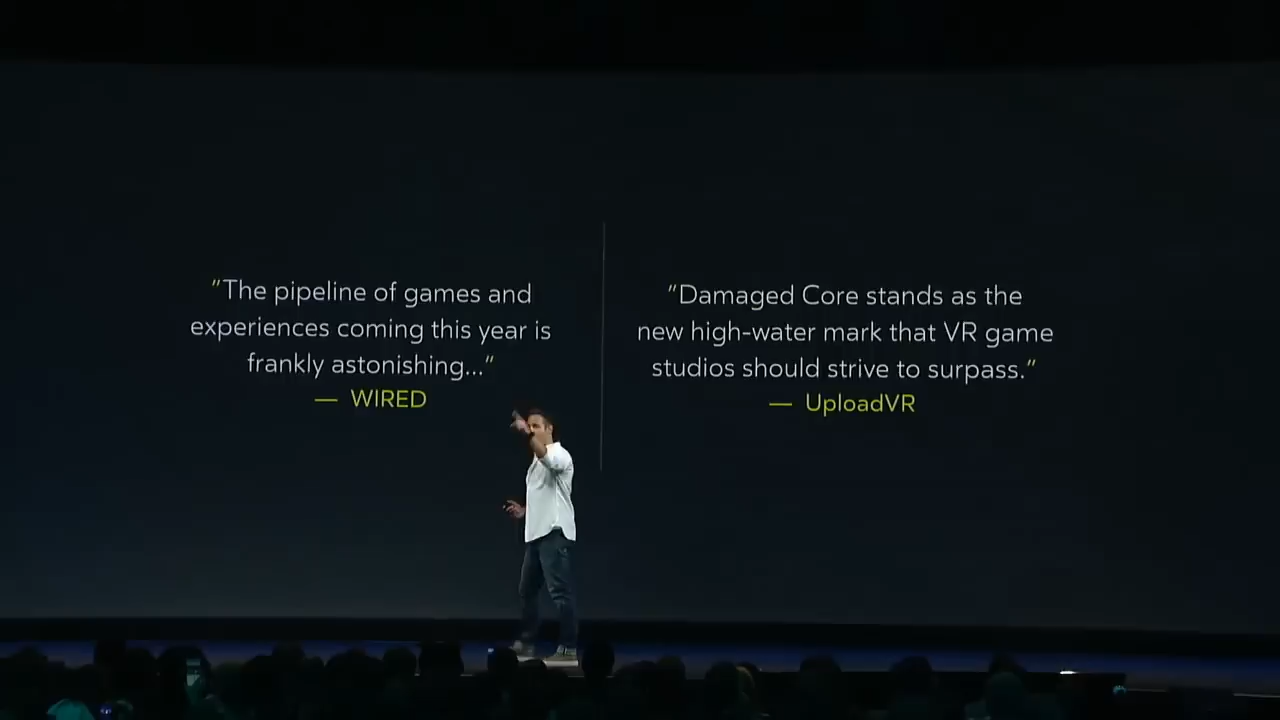 "The pipeline of games and
experiences coming this year is
frankly astonishing..."
— WIRED
"Damaged Core stands as the
new high-water mark that VR game
studios should strive to surpass."
— UploadVR